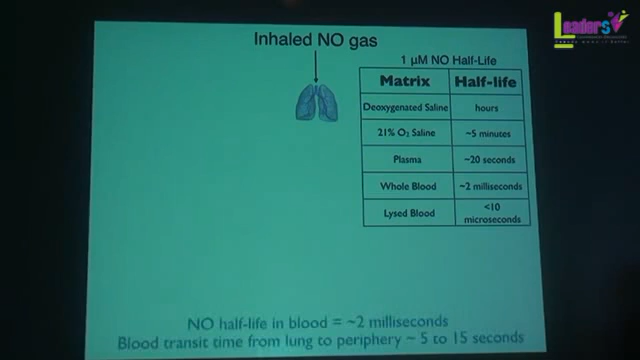 Leaders
Inhaled NO gas
1 µM NO Half-Life
Matrix Half-life
Deoxygenated Saline hours
21% O₂ Saline ~5 minutes
Plasma ~20 seconds
Whole Blood ~2 milliseconds
Lysed Blood <10 microseconds
NO half-life in blood = ~2 milliseconds
Blood transit time from lung to periphery ~ 5 to 15 seconds